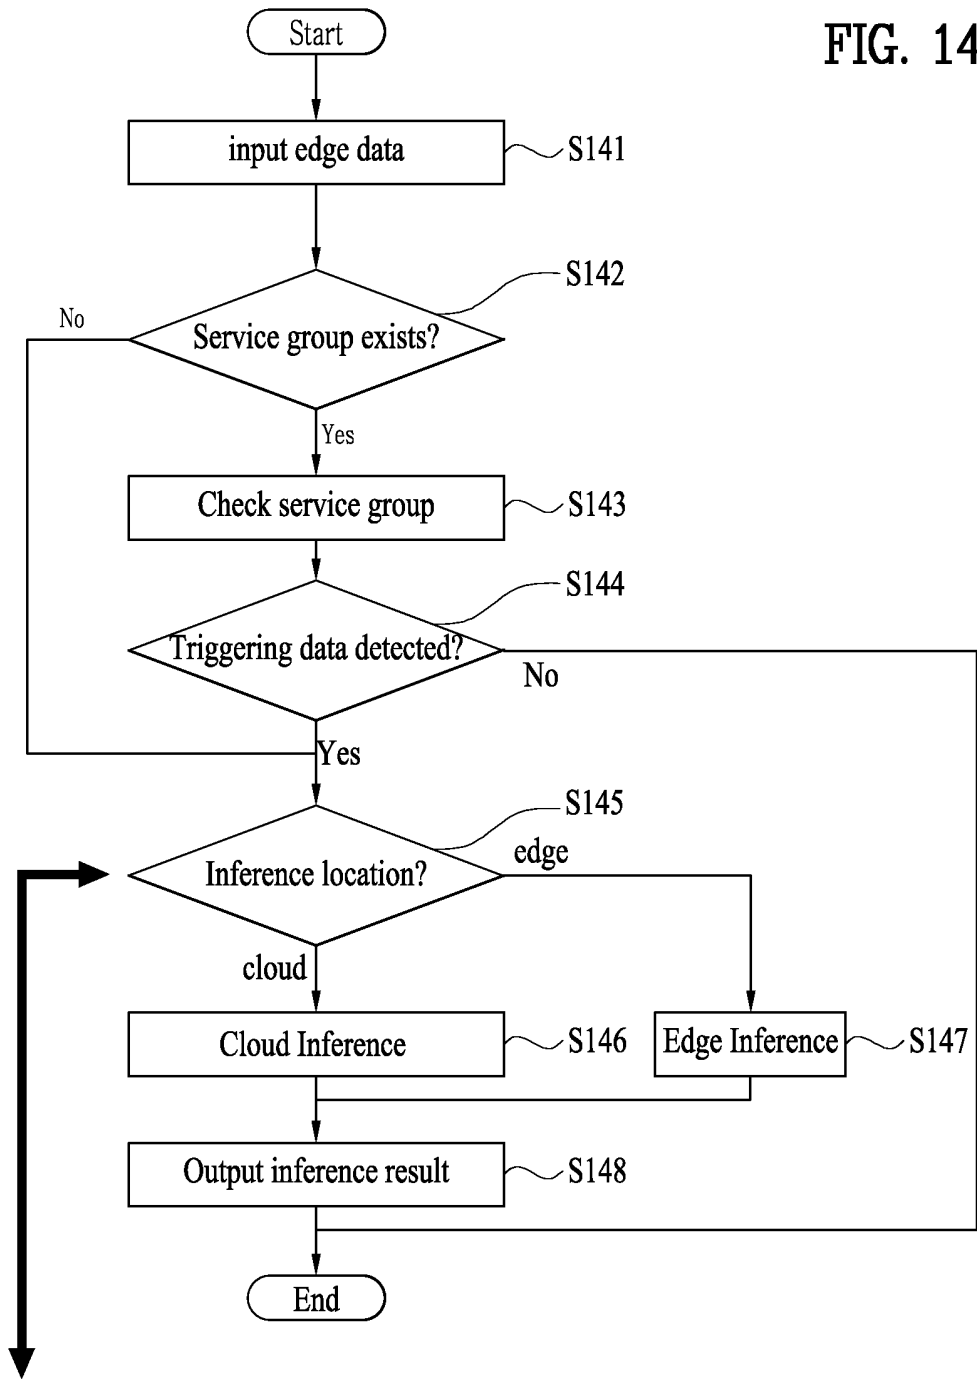 Start
FIG. 14
input edge data
S141
S142
No
Service group exists?
Yes
Check service group
S143
S144
Triggering data detected?
No
Yes
S145
edge
Inference location?
cloud
Cloud Inference
S146
Edge Inference
S147
Output inference result
S148
End